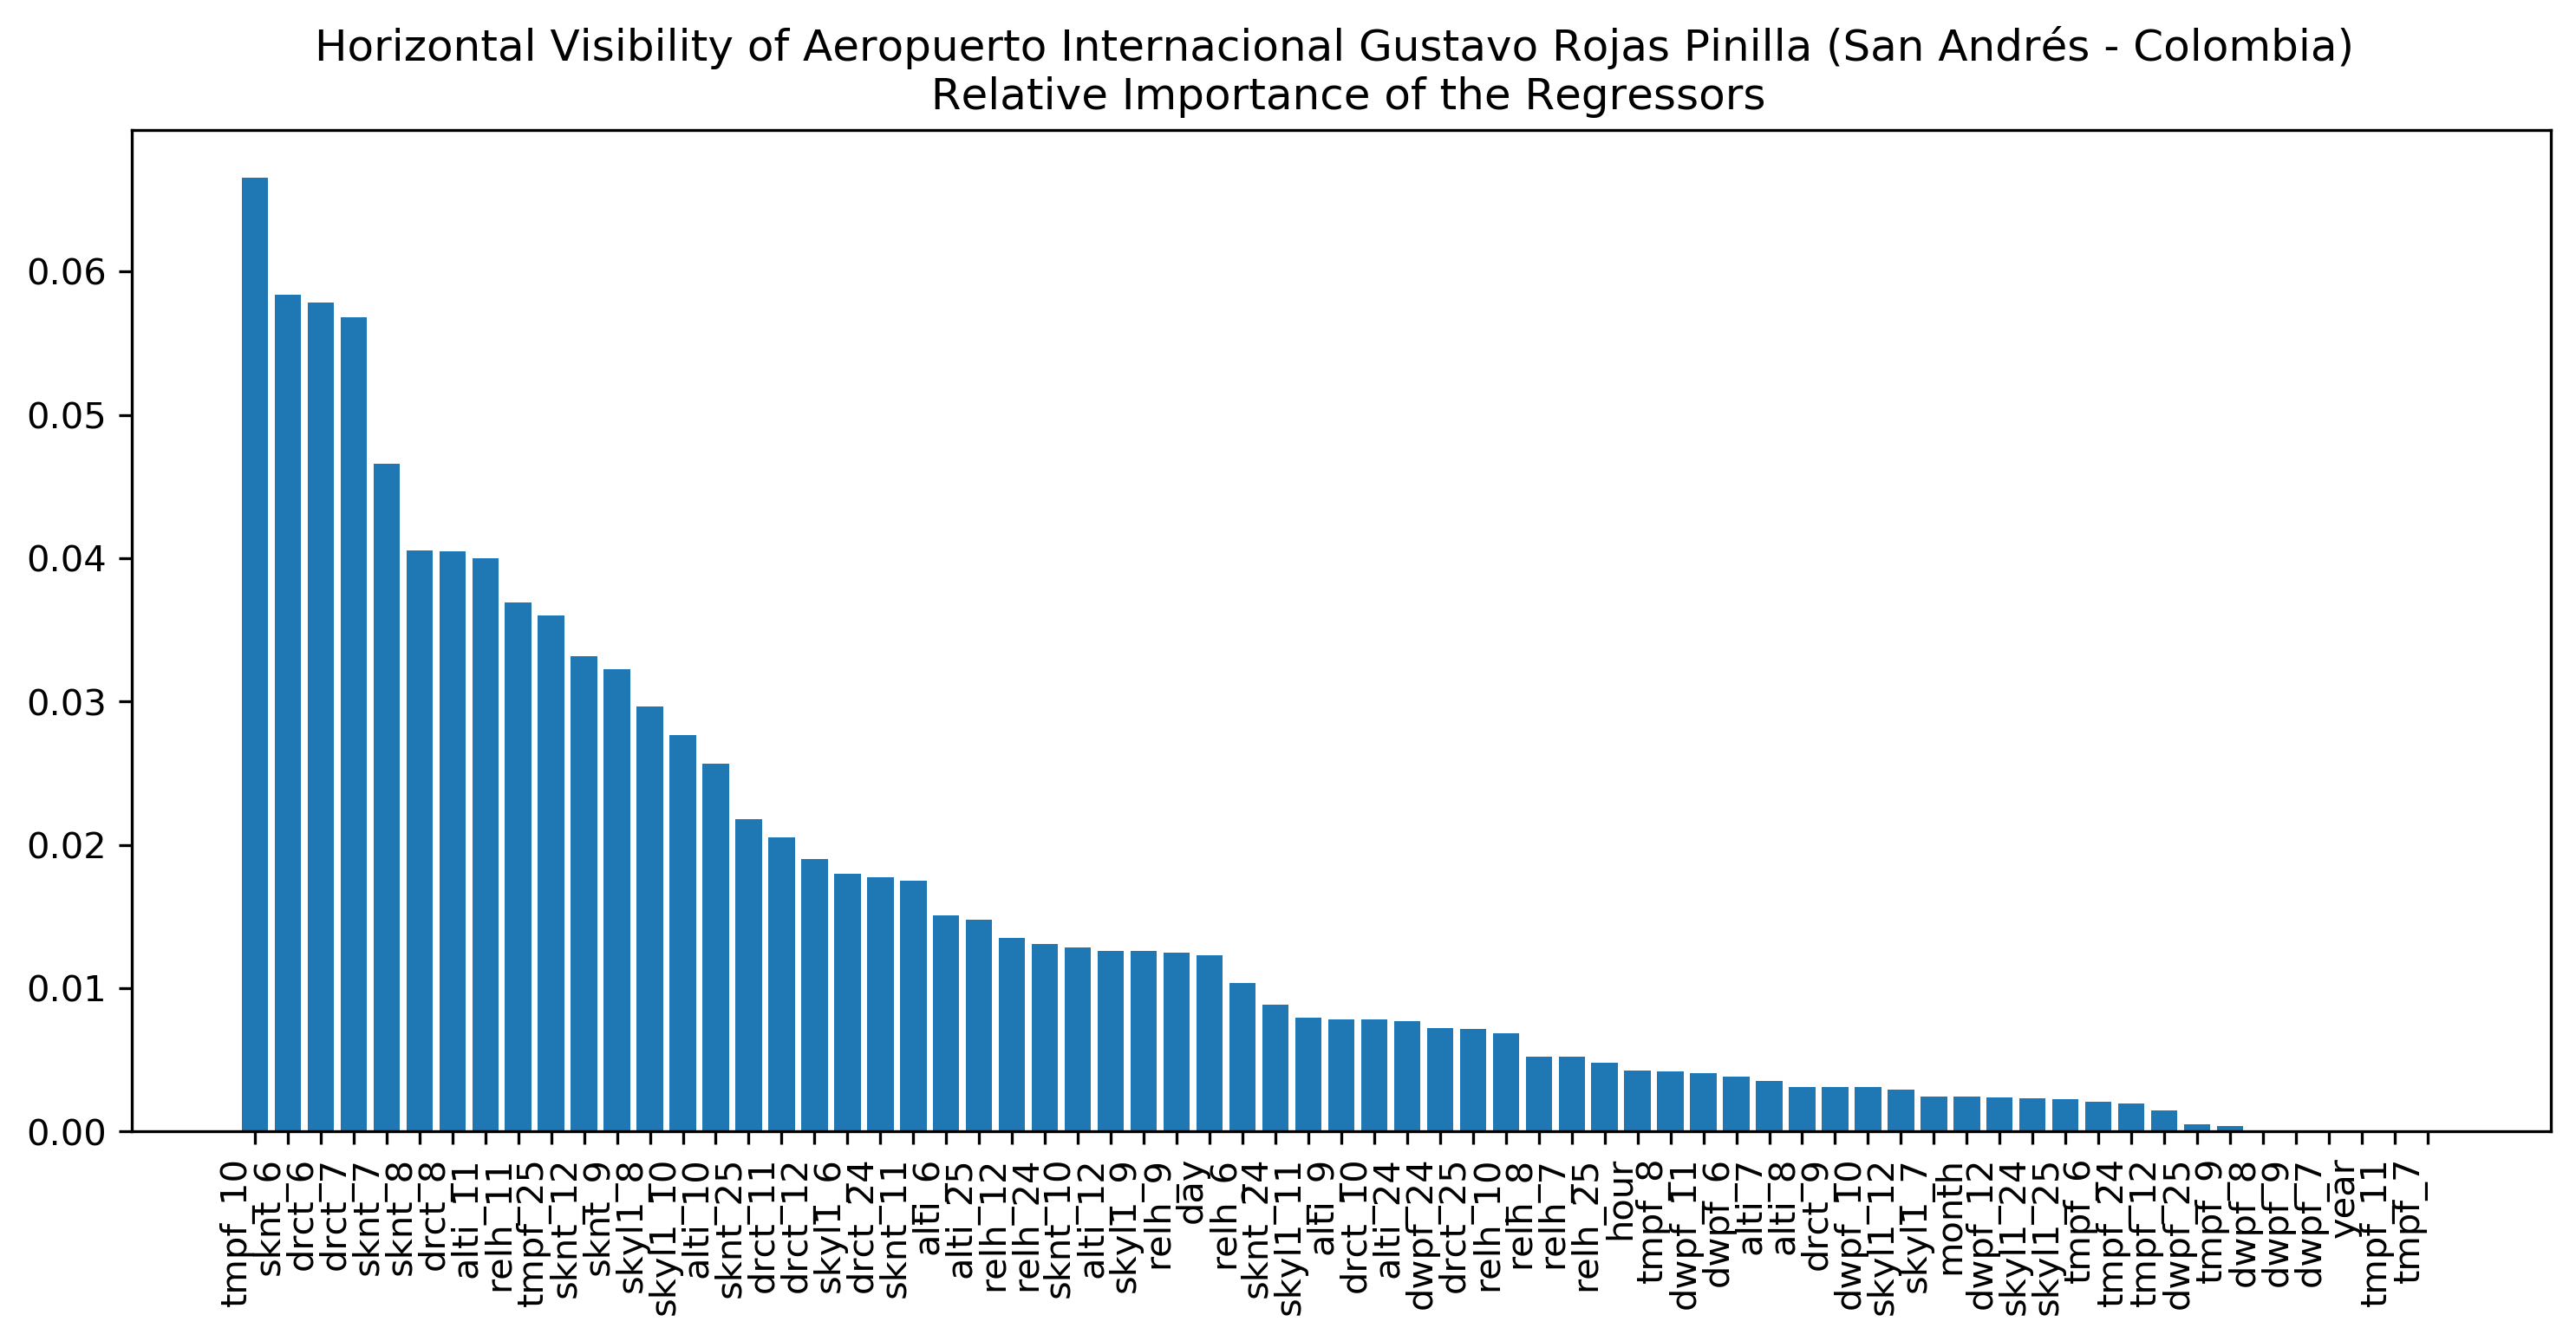 Horizontal Visibility of Aeropuerto Internacional Gustavo Rojas Pinilla (San Andrés - Colombia)
Relative Importance of the Regressors
0.06
0.05
0.04
0.03
0.02
0.01
0.00
tmpf_10
sknt_6
drct_6
drct_7
sknt_7
sknt_8
drct_8
alti_11
relh_11
tmpf_25
sknt_12
sknt_9
skyl1_8
skyl1_10
alti_10
sknt_25
drct_11
drct_12
skyl1_6
drct_24
sknt_11
alti_6
alti_25
relh_12
relh_24
sknt_10
alti_12
skyl1_9
relh_9
day
relh_6
sknt_24
skyl1_11
alti_9
drct_10
alti_24
dwpf_24
drct_25
relh_10
relh_8
relh_7
relh_25
hour
tmpf_8
dwpf_11
dwpf_6
alti_7
alti_8
drct_9
dwpf_10
skyl1_12
skyl1_7
month
dwpf_12
skyl1_24
skyl1_25
tmpf_6
tmpf_24
tmpf_12
dwpf_25
tmpf_9
dwpf_8
dwpf_9
dwpf_7
year
tmpf_11
tmpf_7